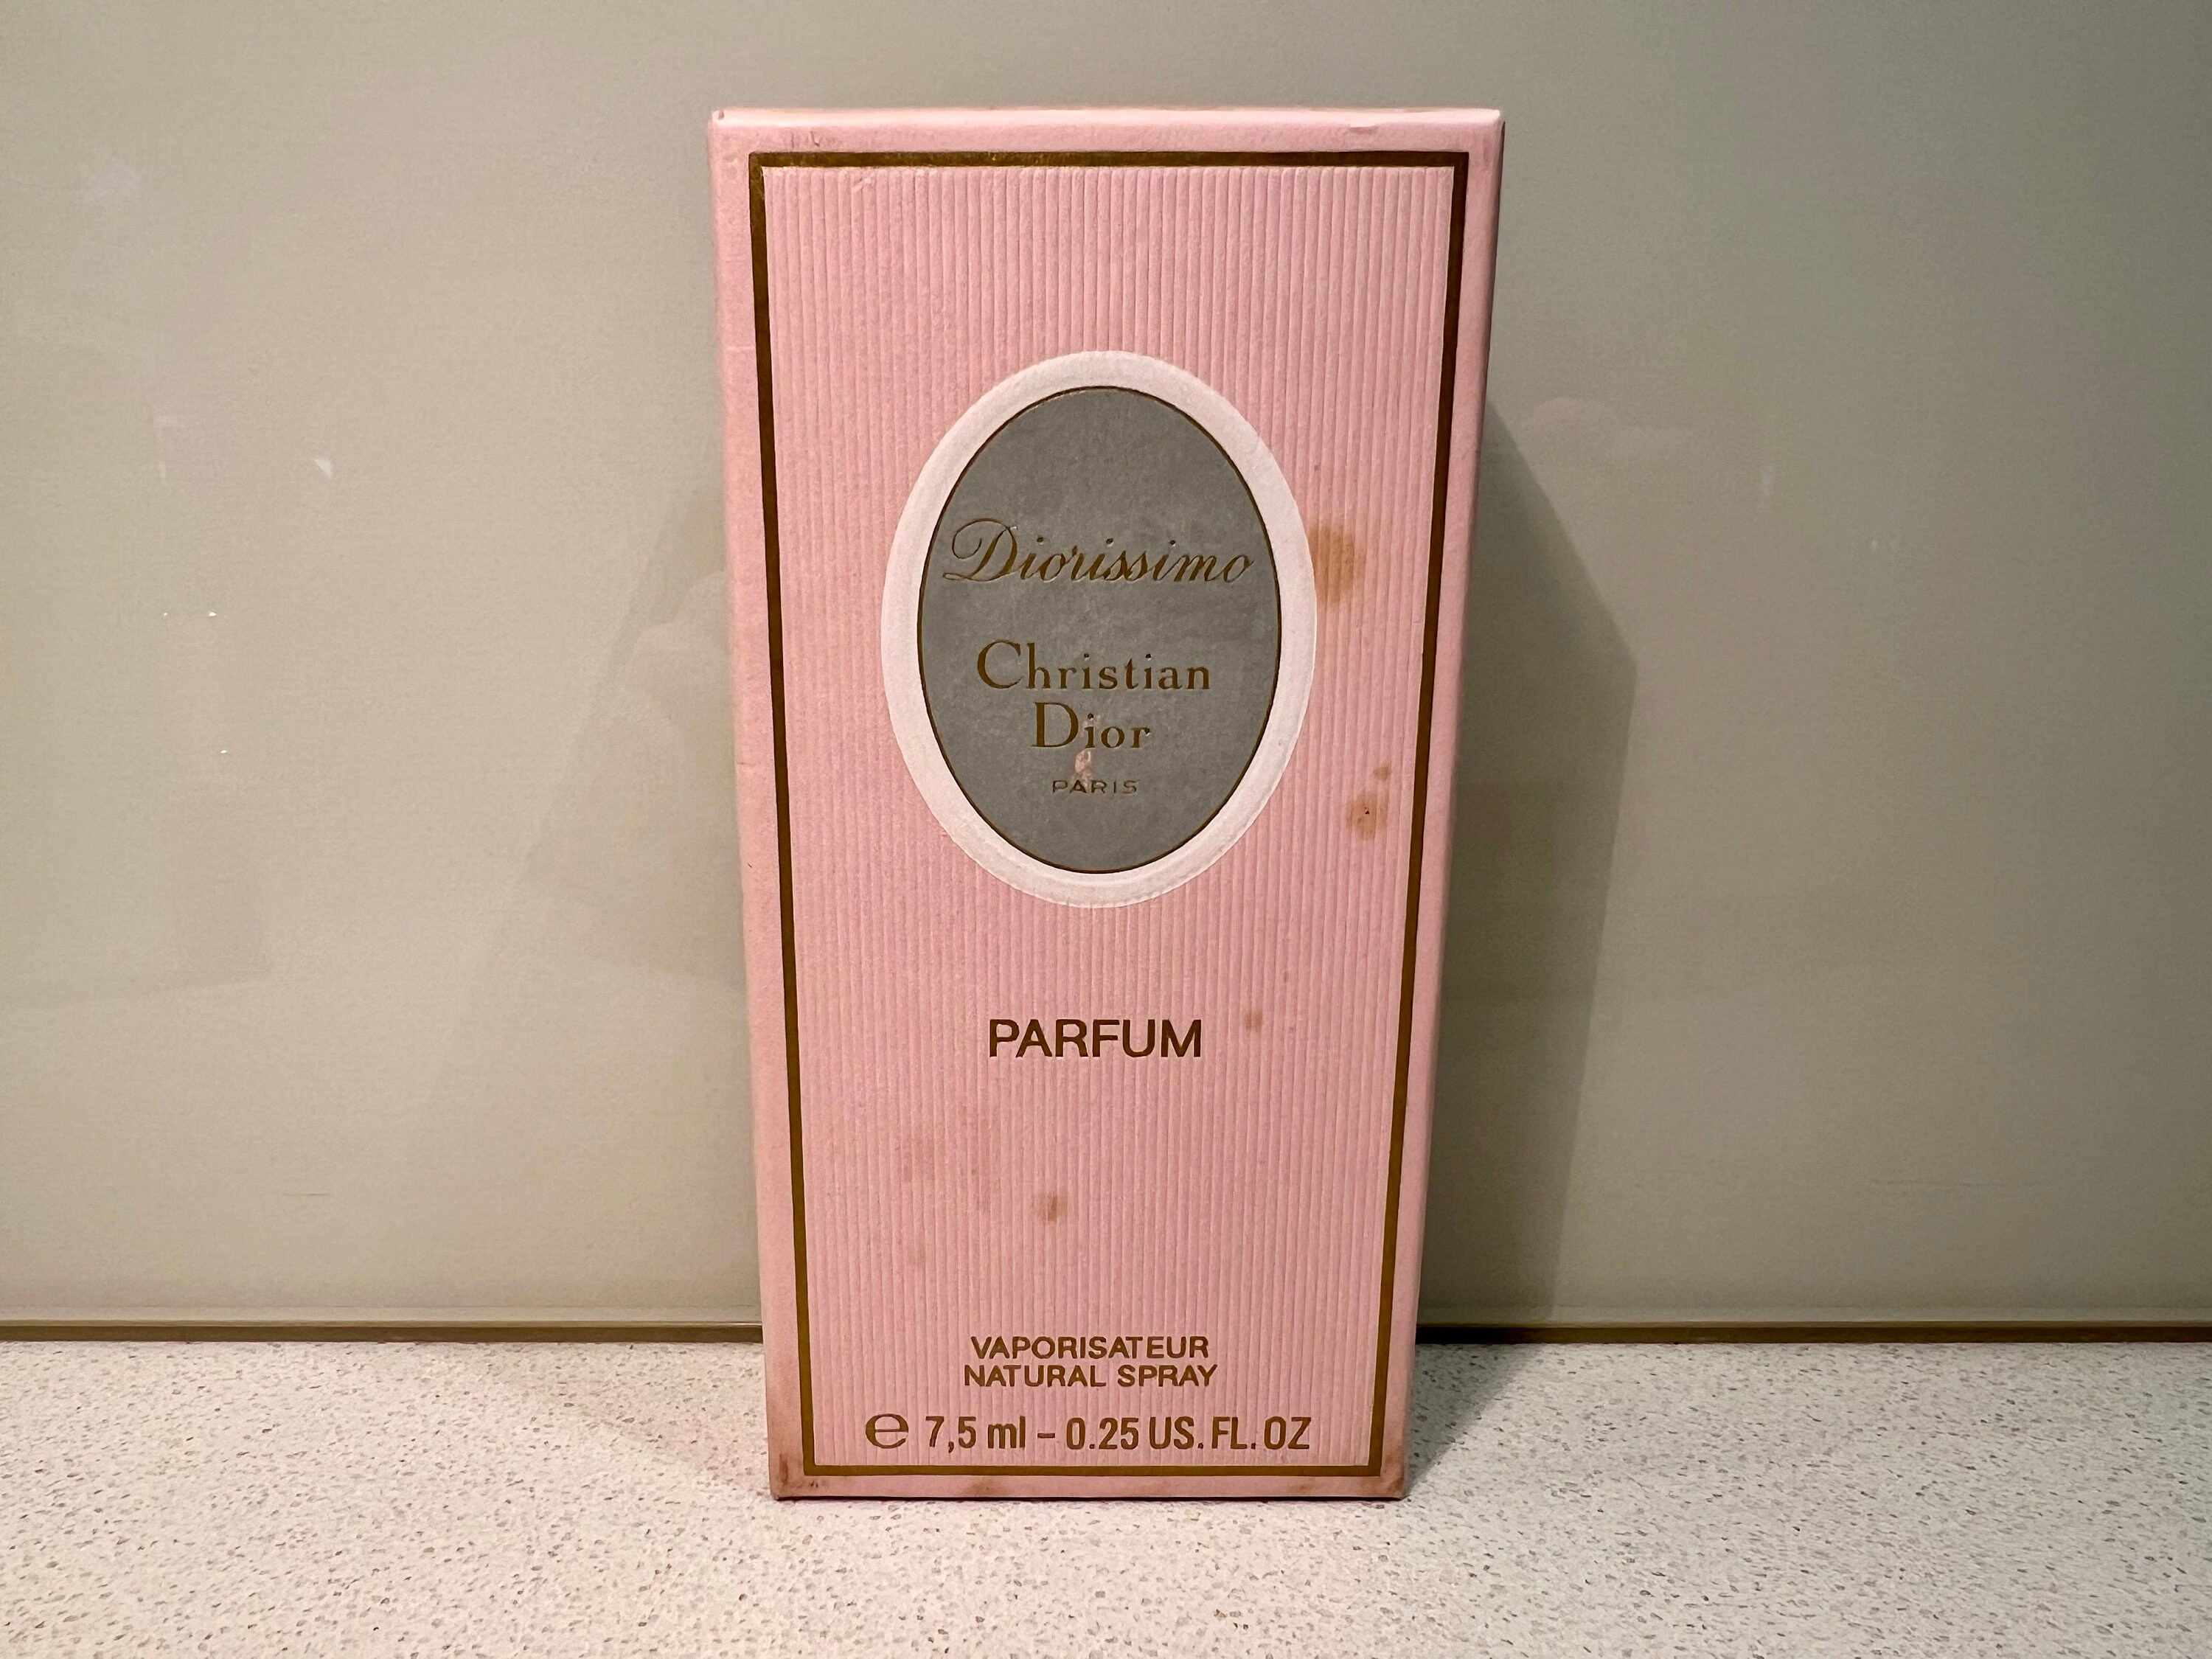 Diorissimo
Christian
Dior
PARIS
PARFUM
VAPORISATEUR
NATURAL SPRAY
℮ 7,5 ml – 0.25 US. FL. OZ